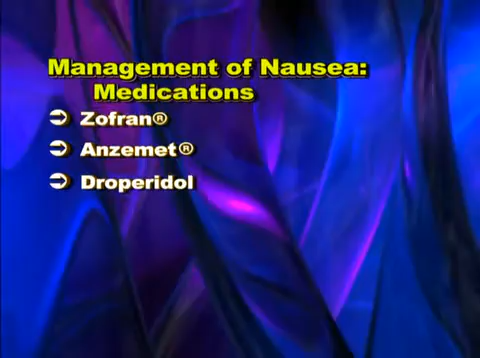 Management of Nausea:
Medications
Zofran®
Anzemet®
Droperidol